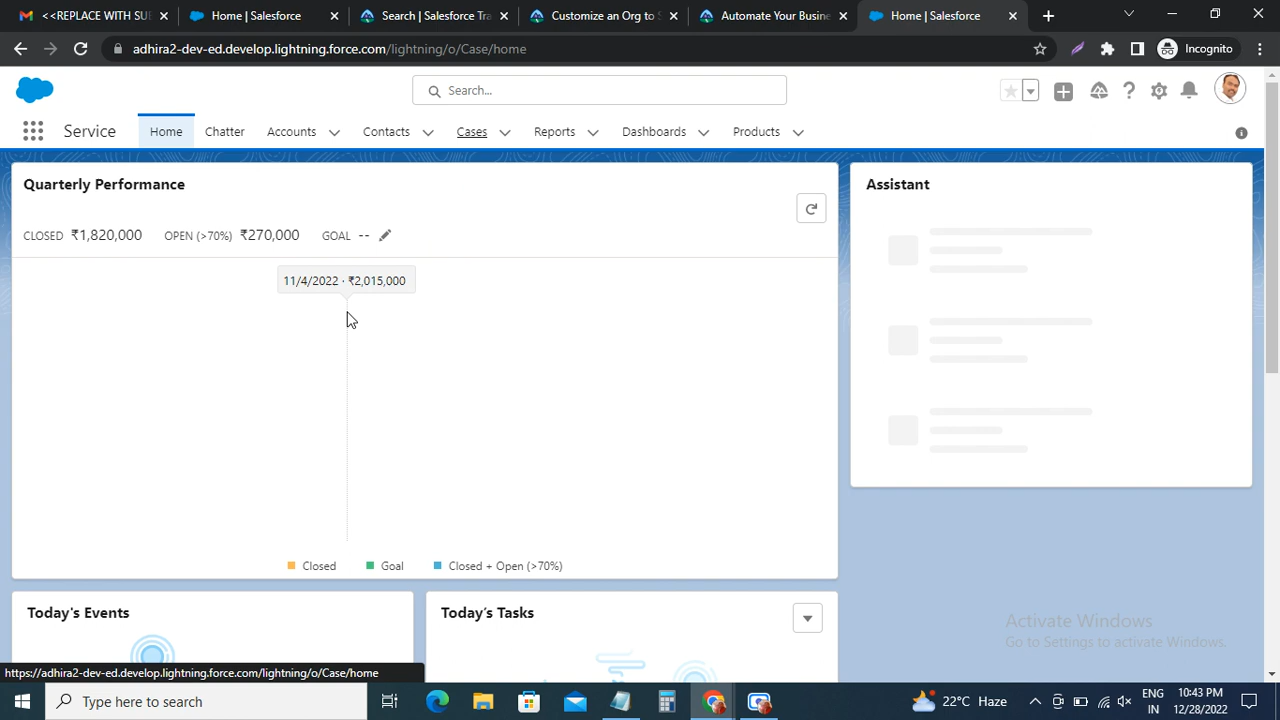 <<REPLACE WITH SUB
Home | Salesforce
Search | Salesforce Tra
Customize an Org to S
Automate Your Busine
Home | Salesforce
adhira2-dev-ed.develop.lightning.force.com/lightning/o/Case/home
Incognito
Search...
Service
Home
Chatter
Accounts
Contacts
Cases
Reports
Dashboards
Products
Quarterly Performance
CLOSED ₹1,820,000 OPEN (>70%) ₹270,000 GOAL --
11/4/2022 · ₹2,015,000
Closed Goal Closed + Open (>70%)
Assistant
Today's Events
Today's Tasks
Activate Windows
Go to Settings to activate Windows.
https://adhira2-dev-ed.develop.lightning.force.com/lightning/o/Case/home
Type here to search
22°C Haze
ENG
IN
10:43 PM
12/28/2022